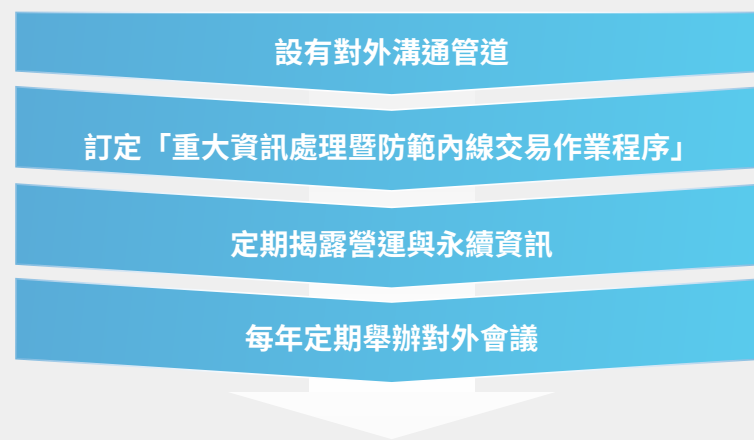 設有對外溝通管道
訂定「重大資訊處理暨防範內線交易作業程序」
定期揭露營運與永續資訊
每年定期舉辦對外會議